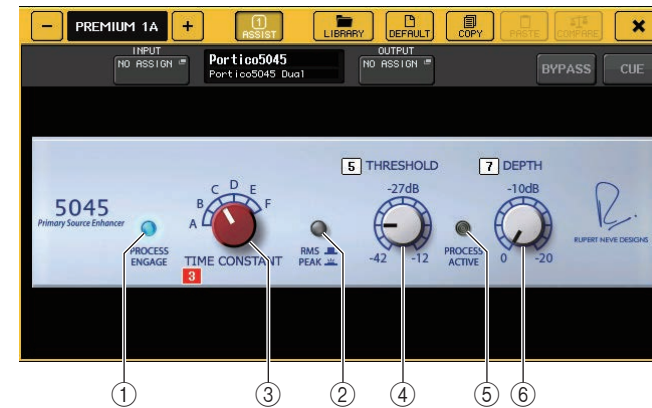 PREMIUM 1A
1
ASSIST
LIBRARY
DEFAULT
COPY
PASTE
COMPARE
INPUT
NO ASSIGN
Portico5045
Portico5045 Dual
OUTPUT
NO ASSIGN
BYPASS
CUE
5 THRESHOLD
7 DEPTH
-27dB
-10dB
A B C D E F
5045
Primary Source Enhancer
PROCESS
ENGAGE
TIME CONSTANT
3
RMS
PEAK
-42 -12
PROCESS
ACTIVE
0 -20
RUPERT NEVE DESIGNS
① ③ ② ④ ⑤ ⑥